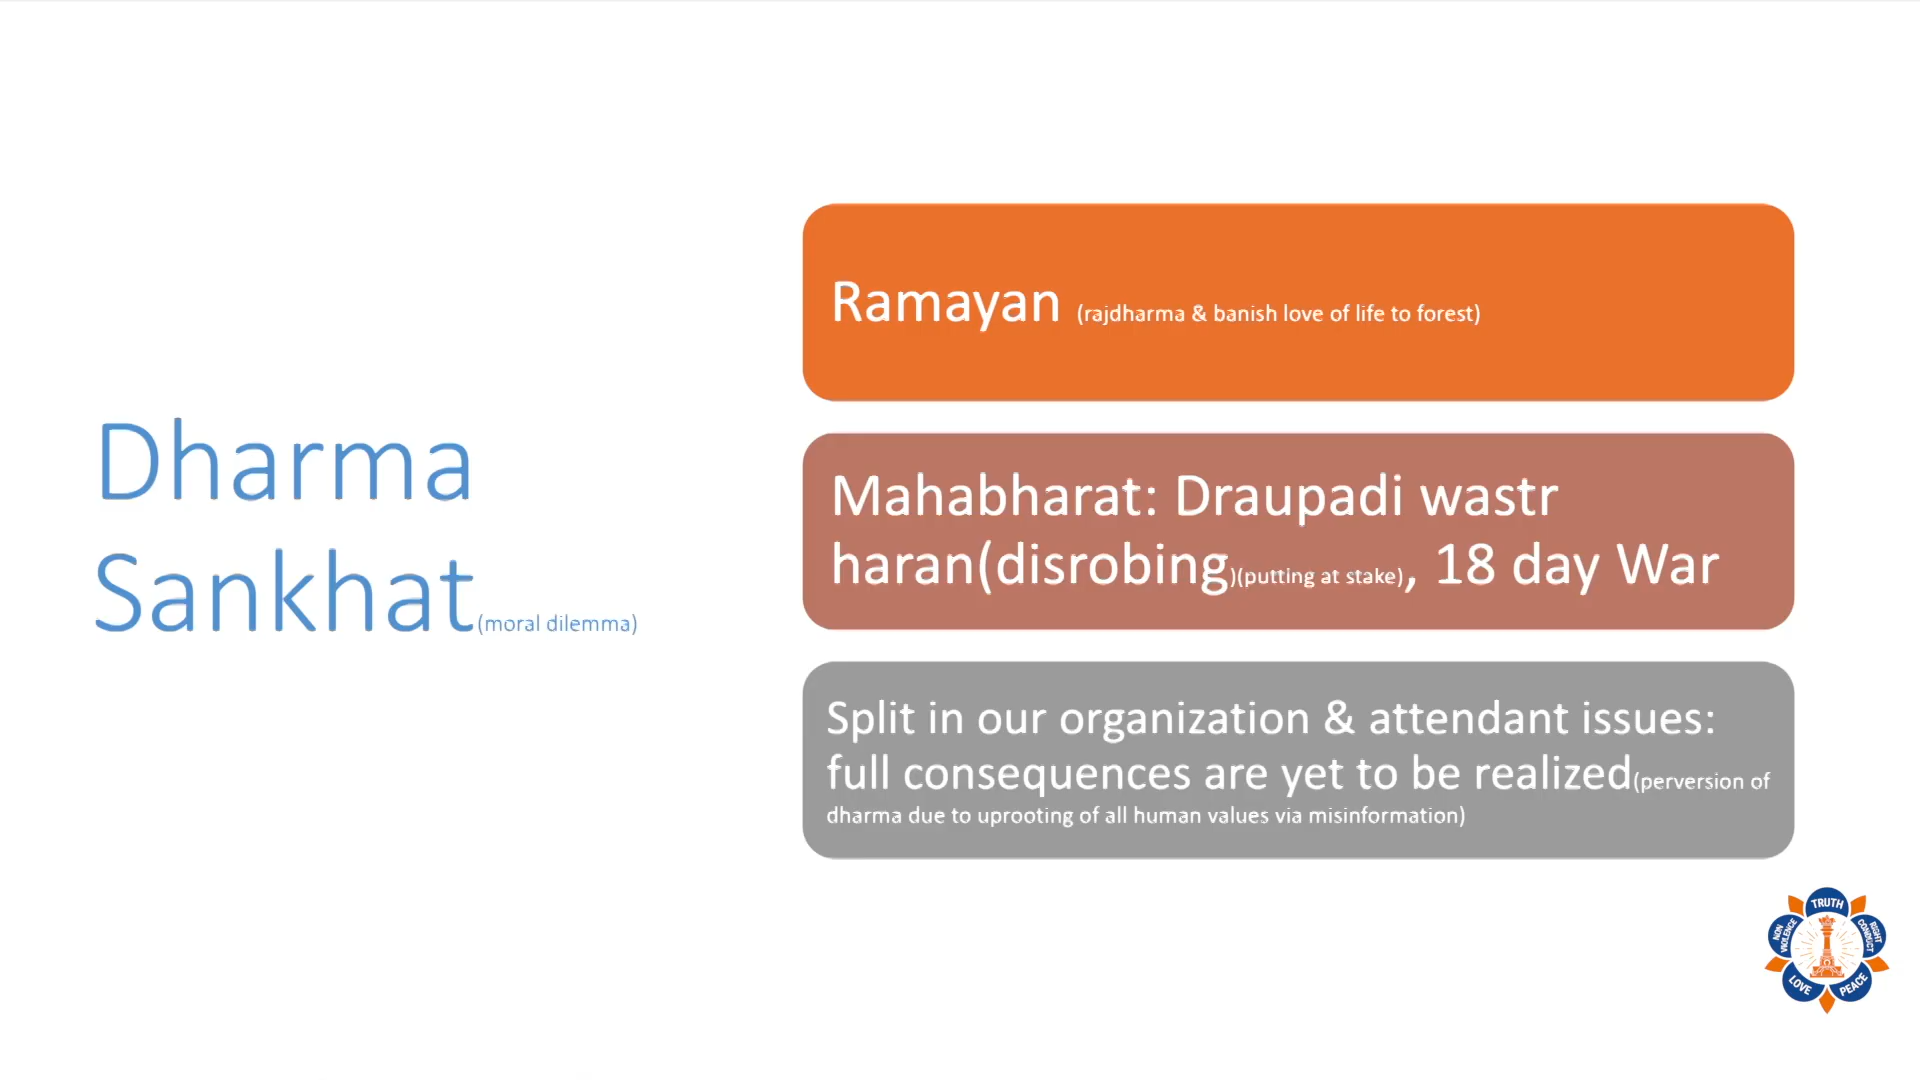 Dharma
Sankhat(moral dilemma)
Ramayan (rajdharma & banish love of life to forest)
Mahabharat: Draupadi wastr
haran(disrobing)(putting at stake), 18 day War
Split in our organization & attendant issues:
full consequences are yet to be realized(perversion of
dharma due to uprooting of all human values via misinformation)
TRUTH
NON VIOLENCE
RIGHT CONDUCT
LOVE
PEACE